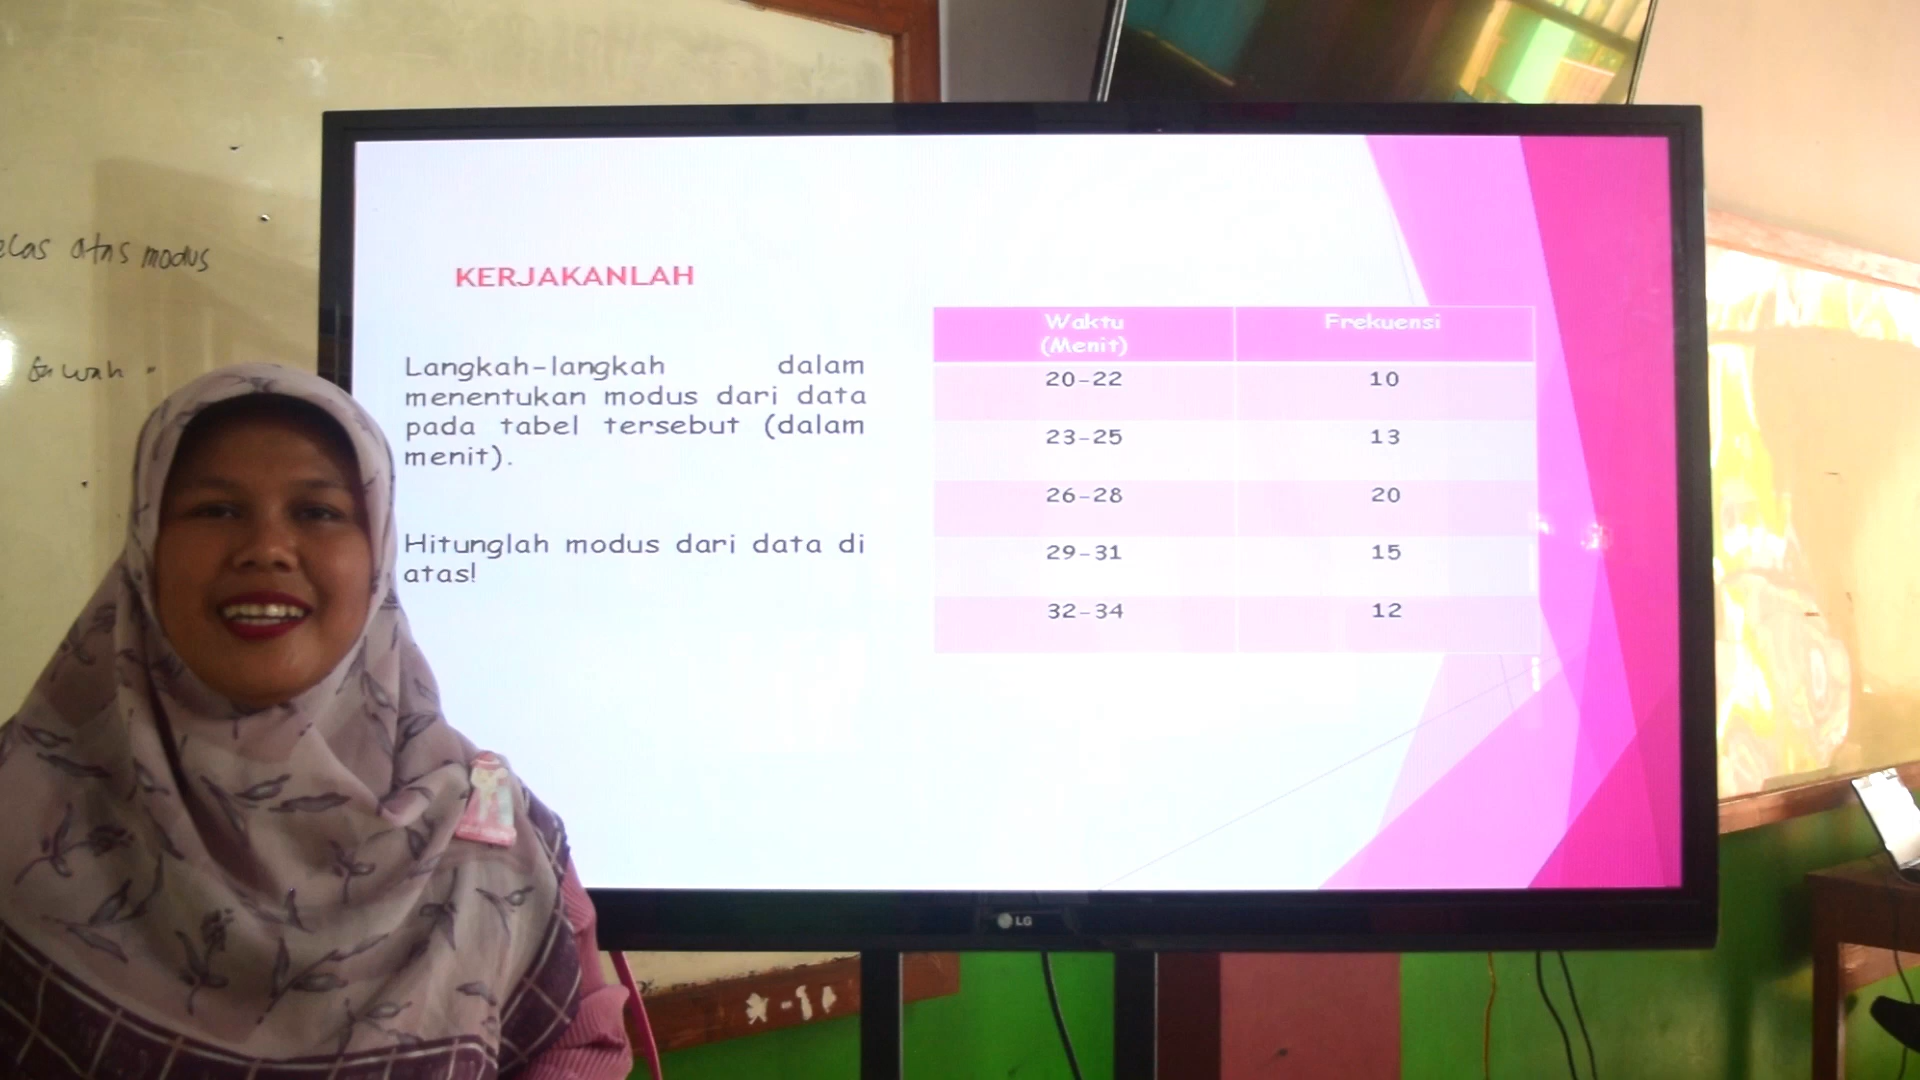 elas atas modus
bawah
KERJAKANLAH
Langkah-langkah dalam
menentukan modus dari data
pada tabel tersebut (dalam
menit).
Hitunglah modus dari data di
atas!
Waktu Frekuensi
(Menit)
20-22 10
23-25 13
26-28 20
29-31 15
32-34 12
LG